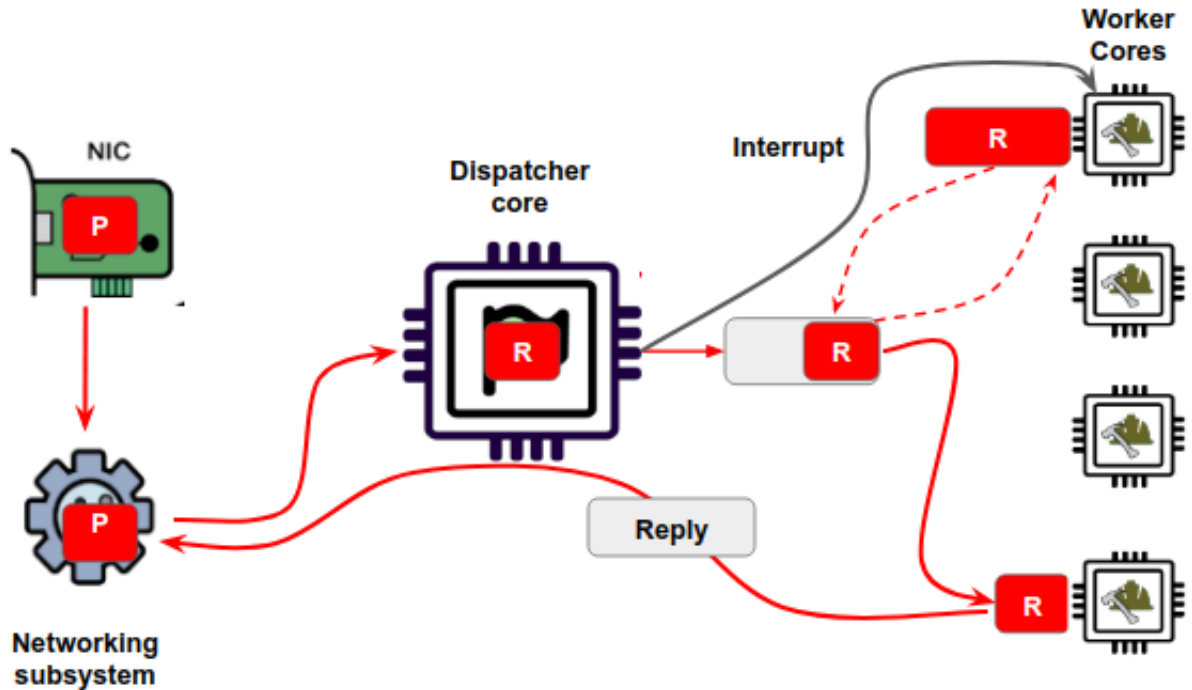 Worker
Cores
NIC
R
Interrupt
Dispatcher
core
P
R
R
P
Reply
R
Networking
subsystem